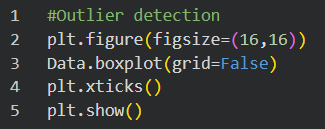 1 #Outlier detection
2 plt.figure(figsize=(16,16))
3 Data.boxplot(grid=False)
4 plt.xticks()
5 plt.show()